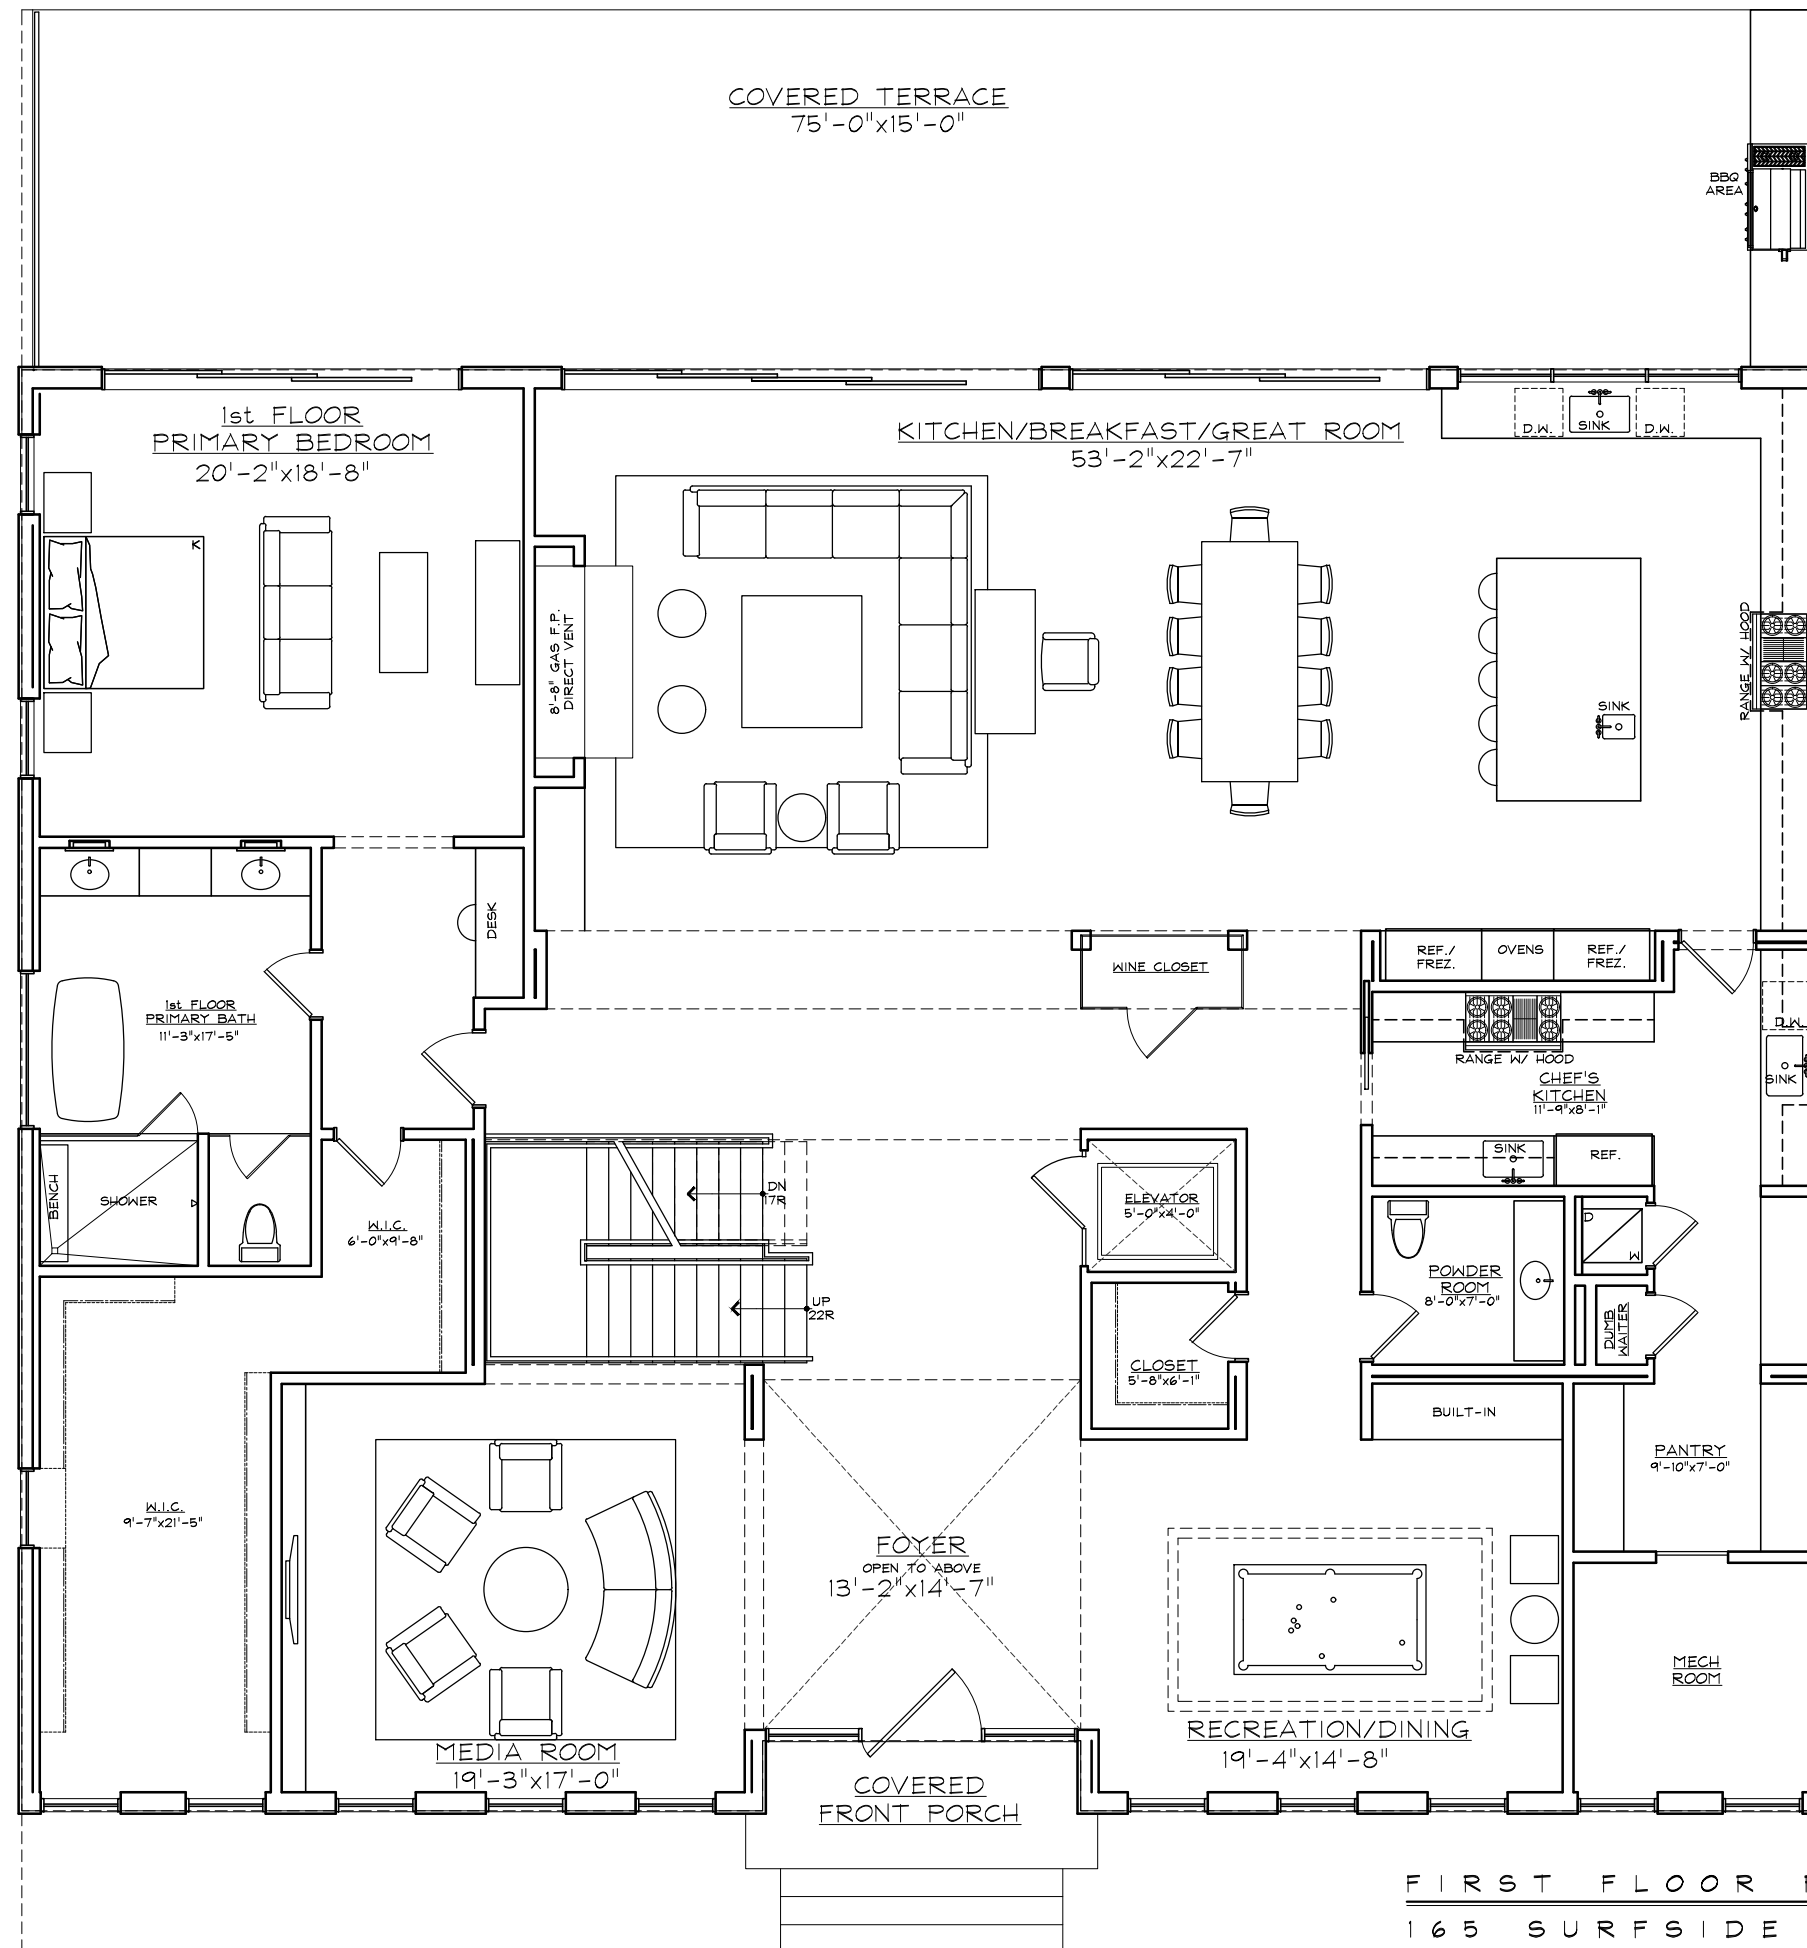 COVERED TERRACE
75'-0"x15'-0"
BBQ
AREA
1st FLOOR
PRIMARY BEDROOM
20'-2"x18'-8"
K
KITCHEN/BREAKFAST/GREAT ROOM
53'-2"x22'-7"
D.W.
SINK
D.W.
8'-8" GAS F.P.
DIRECT VENT
SINK
RANGE W/ HOOD
DESK
WINE CLOSET
REF./
FREZ.
OVENS
REF./
FREZ.
1st FLOOR
PRIMARY BATH
11'-3"x17'-5"
RANGE W/ HOOD
CHEF'S
KITCHEN
11'-9"x8'-1"
D.W.
SINK
SINK
REF.
BENCH
SHOWER
W.I.C.
6'-0"x9'-8"
DN
17R
UP
22R
ELEVATOR
5'-0"x4'-0"
POWDER
ROOM
8'-0"x7'-0"
D
W
DUMB
WAITER
CLOSET
5'-8"x6'-1"
BUILT-IN
PANTRY
9'-10"x7'-0"
W.I.C.
9'-7"x21'-5"
FOYER
OPEN TO ABOVE
13'-2"x14'-7"
MECH
ROOM
MEDIA ROOM
19'-3"x17'-0"
RECREATION/DINING
19'-4"x14'-8"
COVERED
FRONT PORCH
FIRST FLOOR
165 SURFSIDE